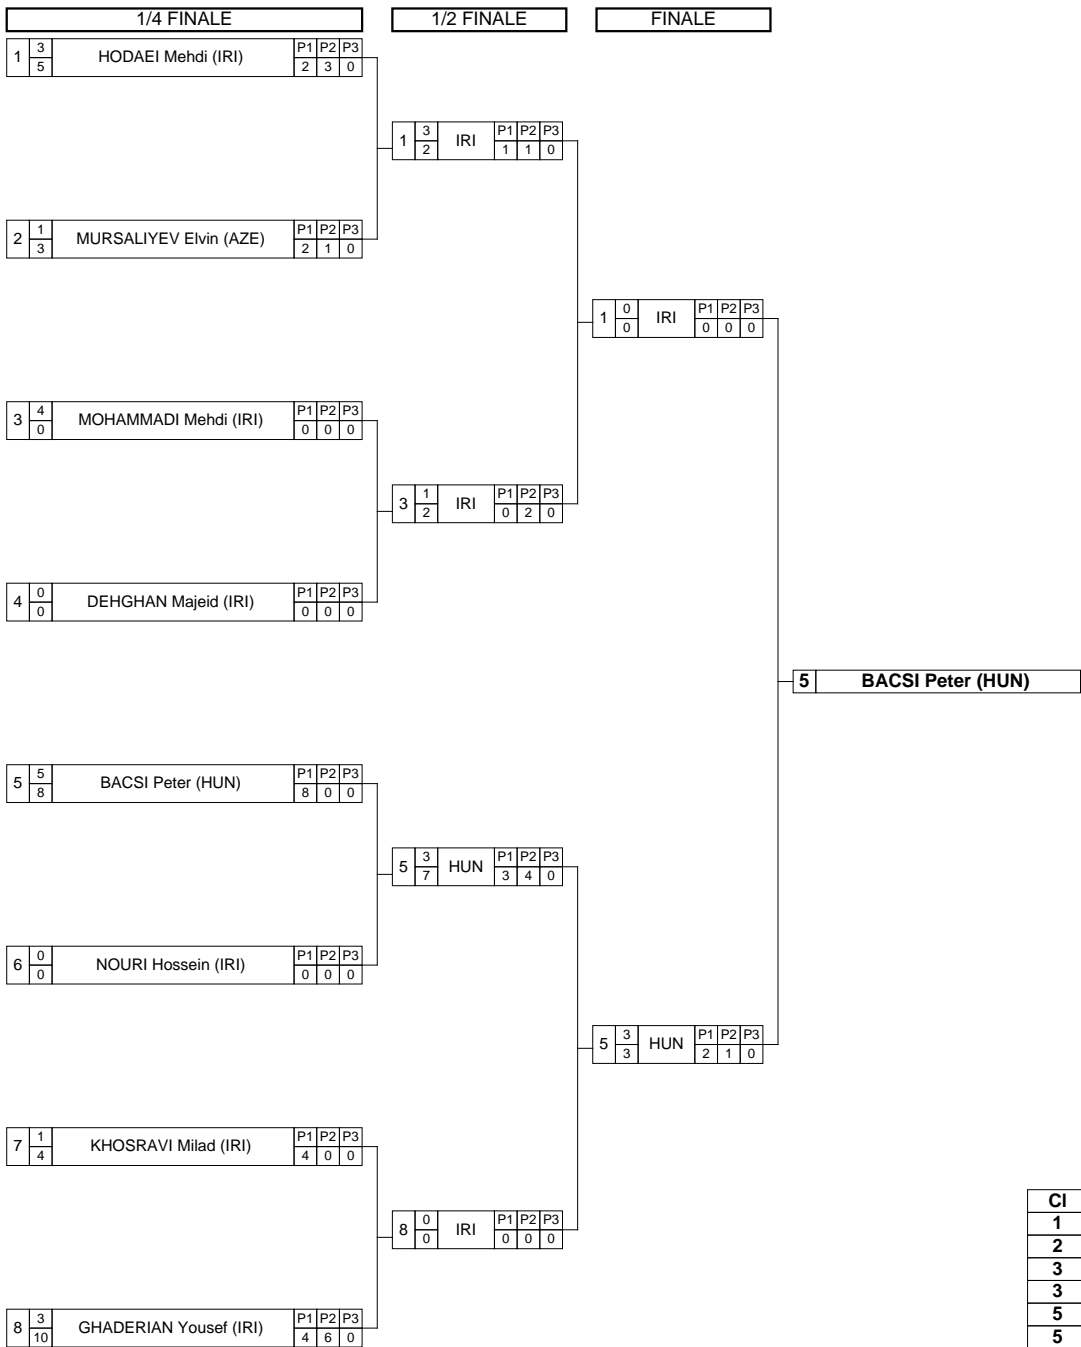 1/4 FINALE 1/2 FINALE FINALE
1 3 HODAEI Mehdi (IRI) P1 P2 P3
5 2 3 0
1 3 IRI P1 P2 P3
2 1 1 0
2 1 MURSALIYEV Elvin (AZE) P1 P2 P3
3 2 1 0
1 0 IRI P1 P2 P3
0 0 0 0
3 4 MOHAMMADI Mehdi (IRI) P1 P2 P3
0 0 0 0
3 1 IRI P1 P2 P3
2 0 2 0
4 0 DEHGHAN Majeid (IRI) P1 P2 P3
0 0 0 0
5 BACSI Peter (HUN)
5 5 BACSI Peter (HUN) P1 P2 P3
8 8 0 0
5 3 HUN P1 P2 P3
7 3 4 0
6 0 NOURI Hossein (IRI) P1 P2 P3
0 0 0 0
5 3 HUN P1 P2 P3
3 2 1 0
7 1 KHOSRAVI Milad (IRI) P1 P2 P3
4 4 0 0
8 0 IRI P1 P2 P3
0 0 0 0
8 3 GHADERIAN Yousef (IRI) P1 P2 P3
10 4 6 0
Cl
1
2
3
3
5
5